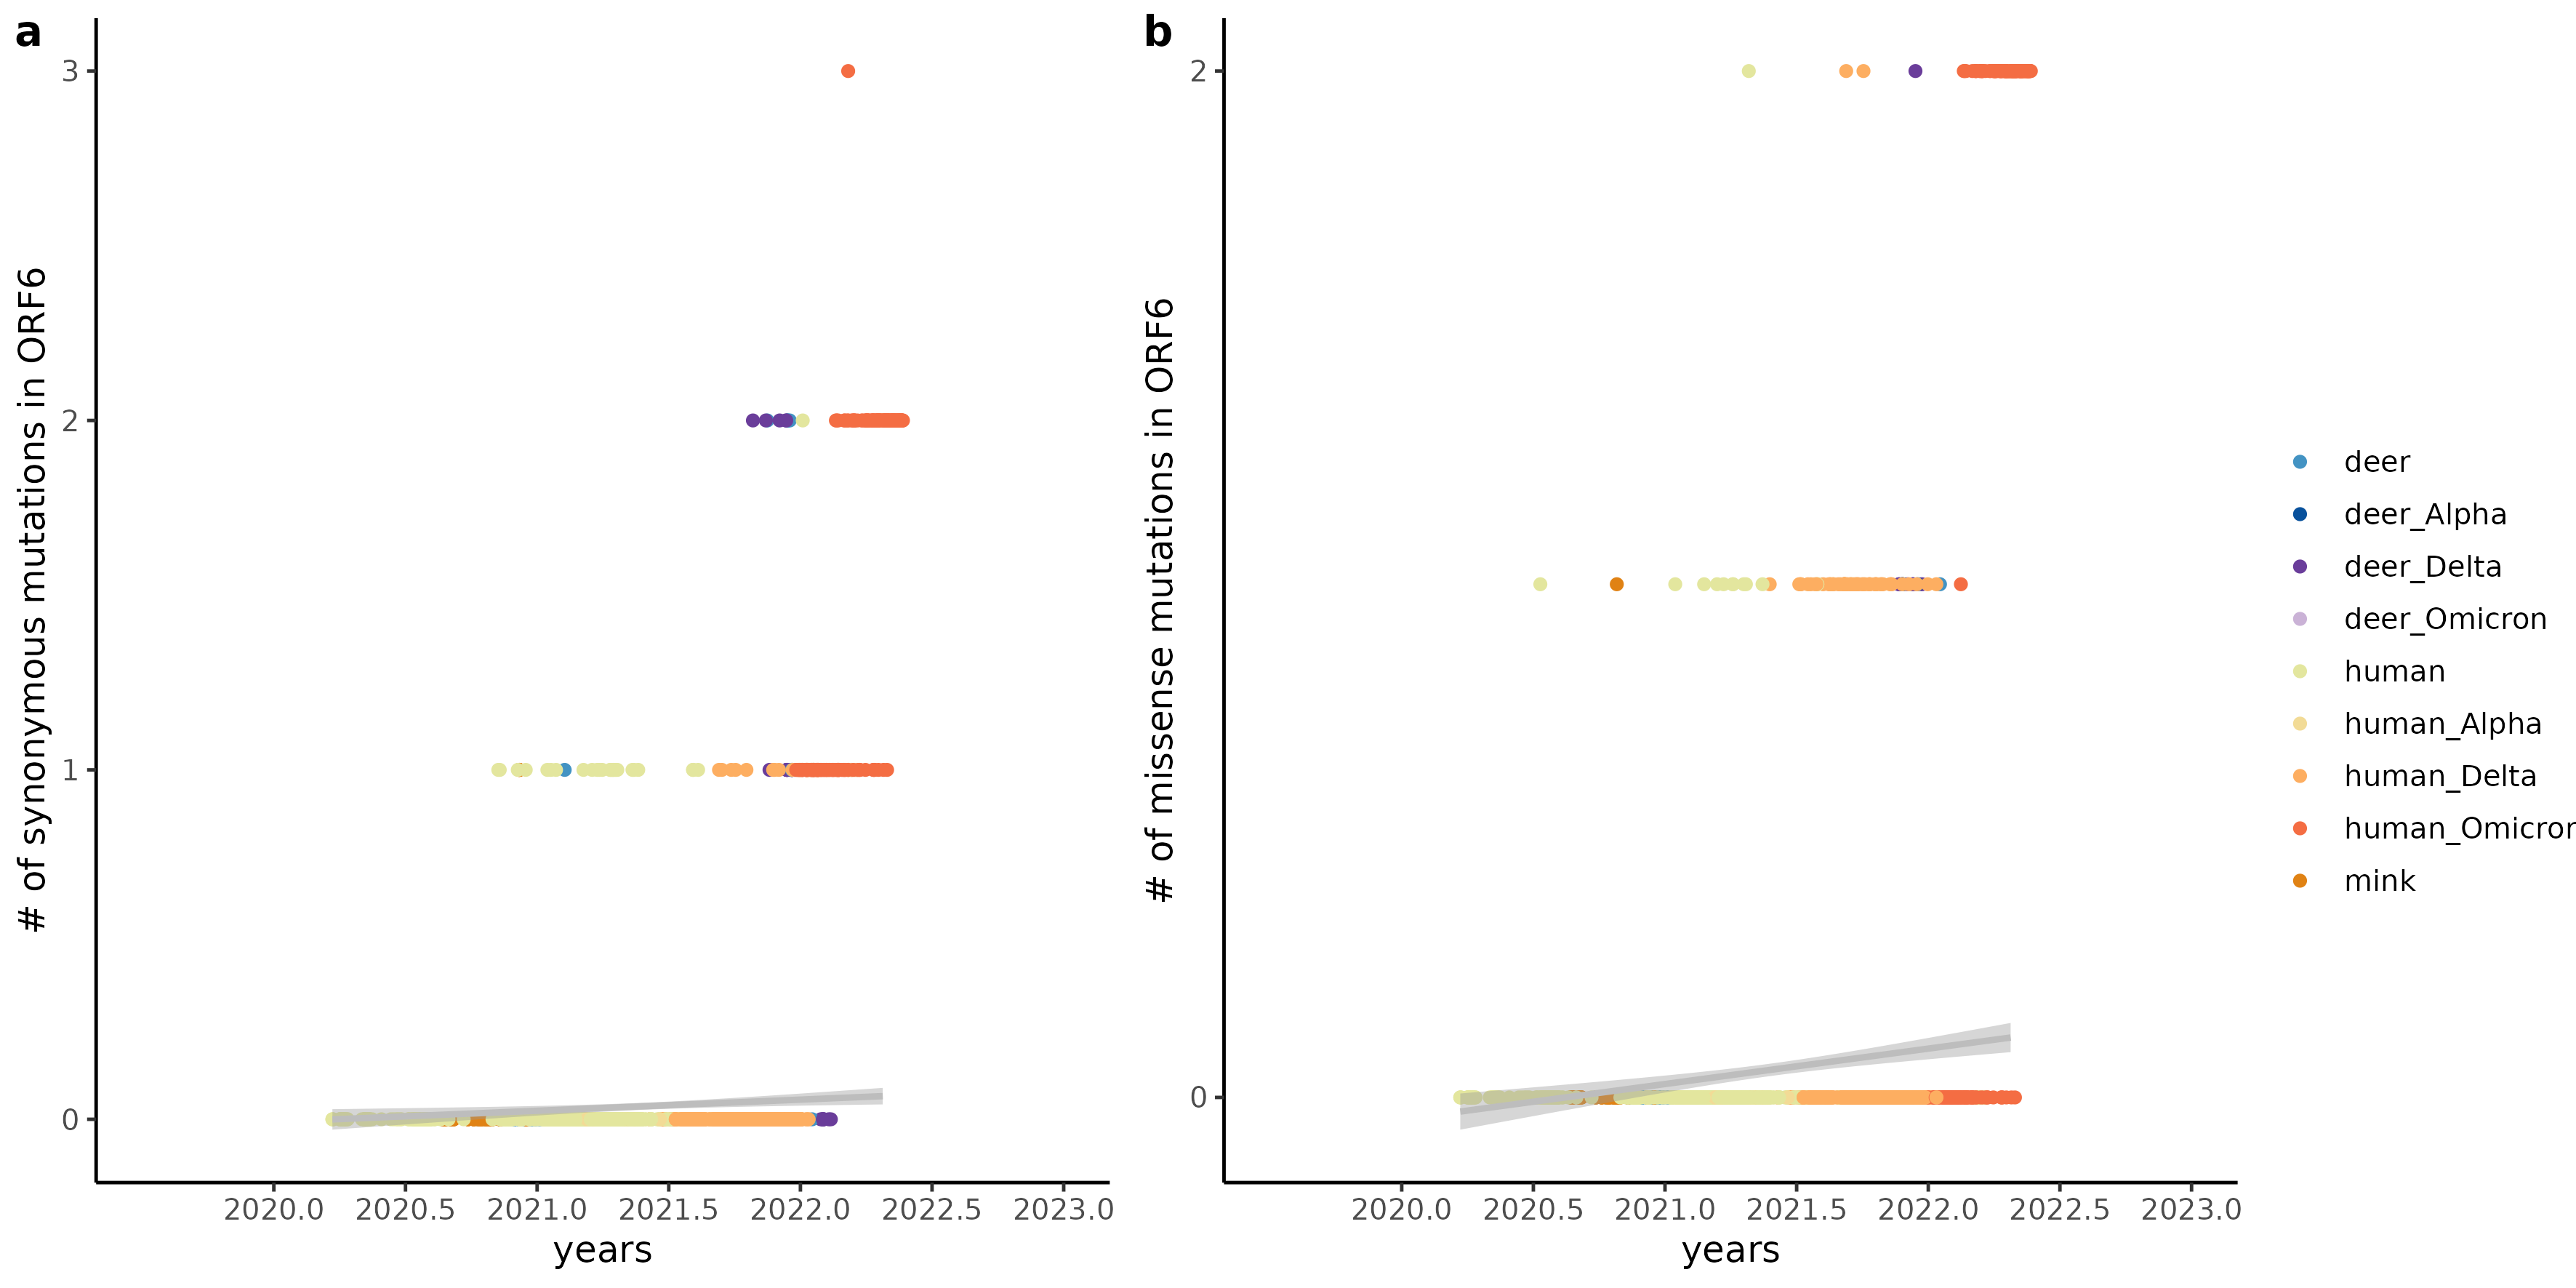 a
# of synonymous mutations in ORF6
3
2
1
0
2020.0 2020.5 2021.0 2021.5 2022.0 2022.5 2023.0
years
b
# of missense mutations in ORF6
2
0
2020.0 2020.5 2021.0 2021.5 2022.0 2022.5 2023.0
years
deer
deer_Alpha
deer_Delta
deer_Omicron
human
human_Alpha
human_Delta
human_Omicron
mink